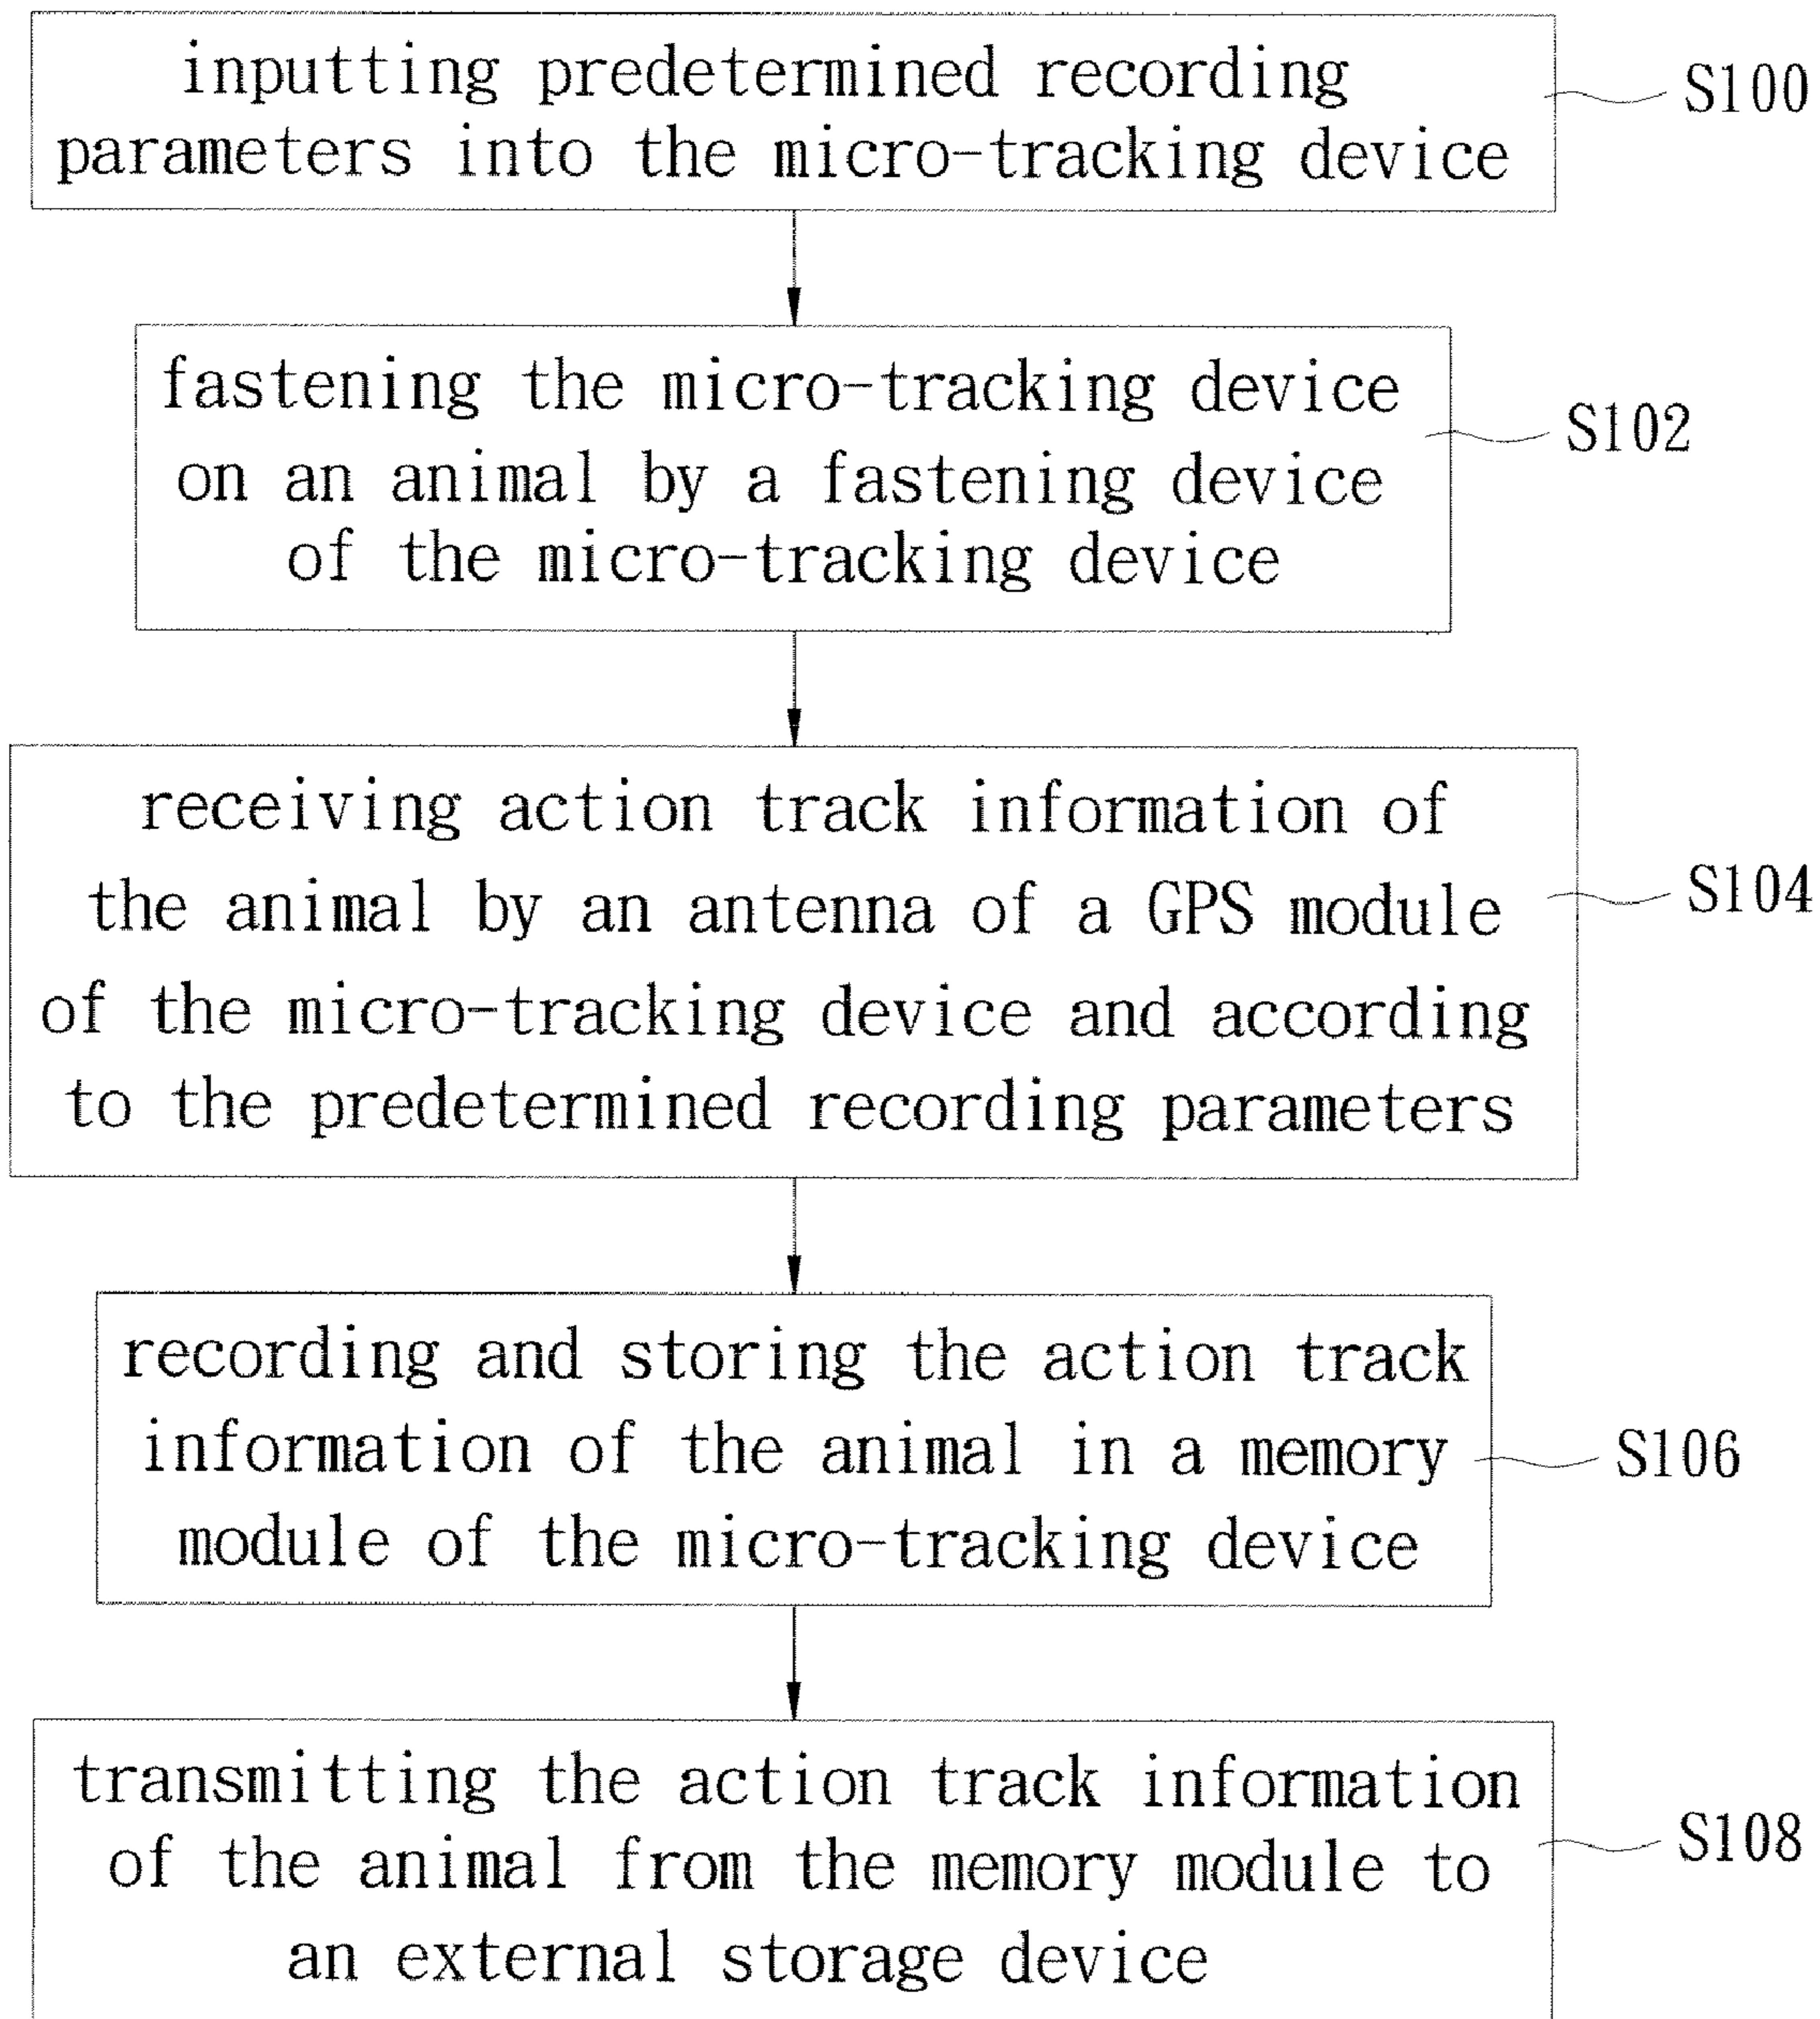 inputting predetermined recording
parameters into the micro-tracking device
S100
fastening the micro-tracking device
on an animal by a fastening device
of the micro-tracking device
S102
receiving action track information of
the animal by an antenna of a GPS module
of the micro-tracking device and according
to the predetermined recording parameters
S104
recording and storing the action track
information of the animal in a memory
module of the micro-tracking device
S106
transmitting the action track information
of the animal from the memory module to
an external storage device
S108